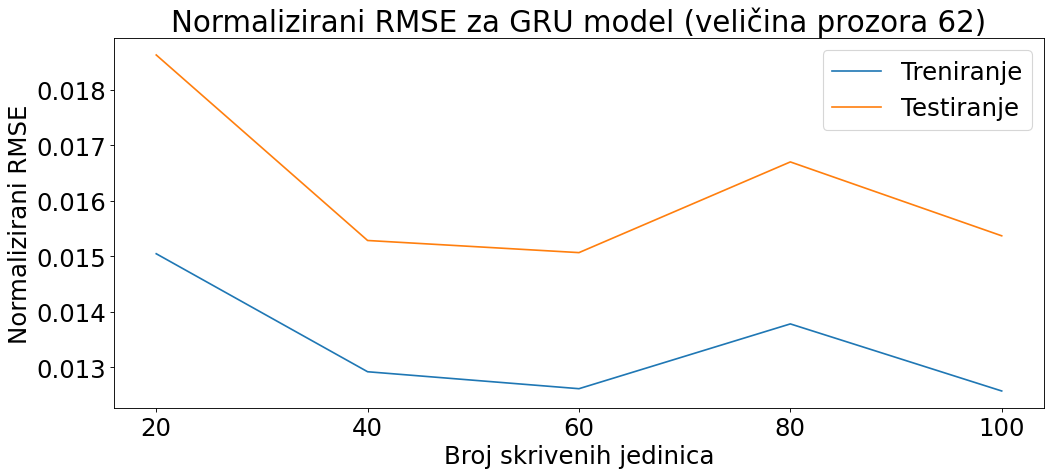 Normalizirani RMSE za GRU model (veličina prozora 62)
Treniranje
Testiranje
Normalizirani RMSE
0.018
0.017
0.016
0.015
0.014
0.013
20 40 60 80 100
Broj skrivenih jedinica